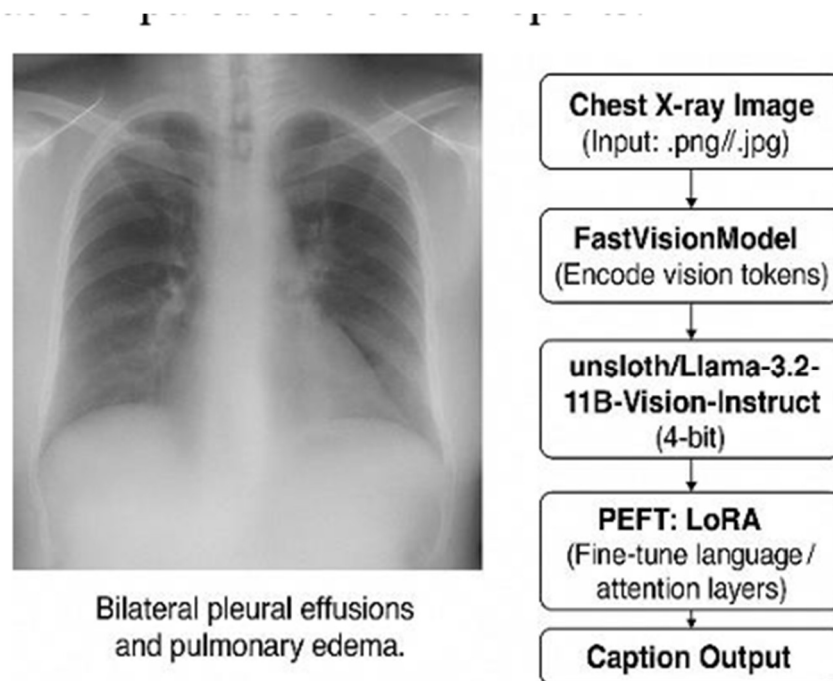 Bilateral pleural effusions
and pulmonary edema.
Chest X-ray Image
(Input: .png//.jpg)
FastVisionModel
(Encode vision tokens)
unsloth/Llama-3.2-
11B-Vision-Instruct
(4-bit)
PEFT: LoRA
(Fine-tune language/
attention layers)
Caption Output